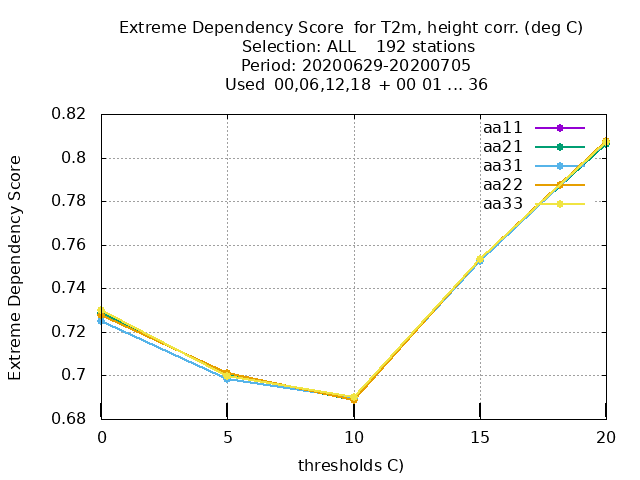 Extreme Dependency Score  for T2m, height corr. (deg C)
Selection: ALL    192 stations
Period: 20200629-20200705
Used  00,06,12,18  + 00 01 ... 36
Extreme Dependency Score
0.82
0.8
0.78
0.76
0.74
0.72
0.7
0.68
aa11
aa21
aa31
aa22
aa33
0 5 10 15 20
thresholds C)